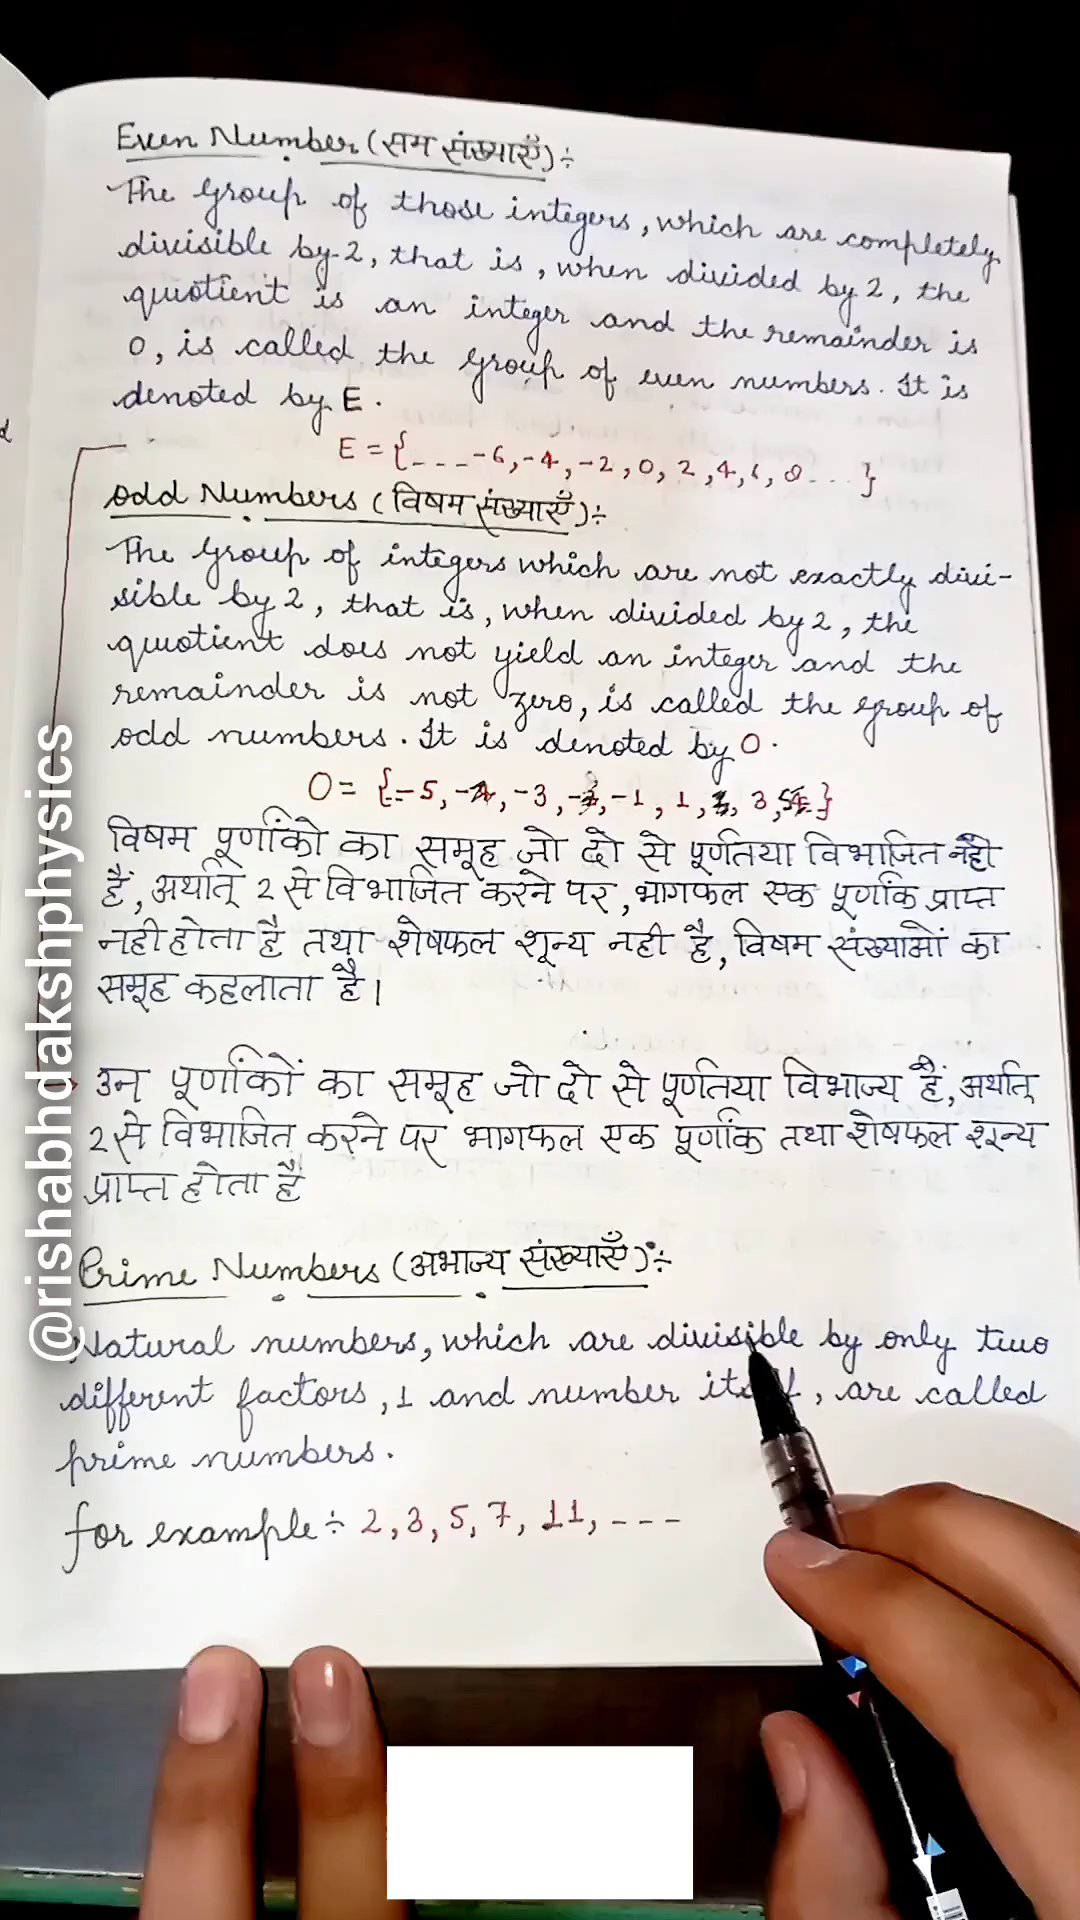 Even Number (सम संख्याएँ) ÷
The group of those integers, which are completely
divisible by 2, that is, when divided by 2, the
quotient is an integer and the remainder is
0, is called the group of even numbers. It is
denoted by E.
E = {_ _ _ -6, -4, -2, 0, 2, 4, 6, 8 ... }
Odd Numbers (विषम संख्याएँ) ÷
The group of integers which are not exactly divi-
sible by 2, that is, when divided by 2, the
quotient does not yield an integer and the
remainder is not zero, is called the group of
odd numbers. It is denoted by O.
O = {-- -5, -3, -1, 1, 3, 5 -- }
विषम पूर्णांको का समूह जो दो से पूर्णतया विभाजित नही
है, अर्थात् 2 से विभाजित करने पर, भागफल एक पूर्णांक प्राप्त
नही होता है तथा शेषफल शून्य नही है, विषम संख्याओं का
समूह कहलाता है।
उन पूर्णांकों का समूह जो दो से पूर्णतया विभाज्य हैं, अर्थात्
2 से विभाजित करने पर भागफल एक पूर्णांक तथा शेषफल शून्य
प्राप्त होता है
Prime Numbers (अभाज्य संख्याएँ) ÷
Natural numbers, which are divisible by only two
different factors, 1 and number itself, are called
prime numbers.
for example ÷ 2, 3, 5, 7, 11, _ _ _
@rishabhdakshphysics